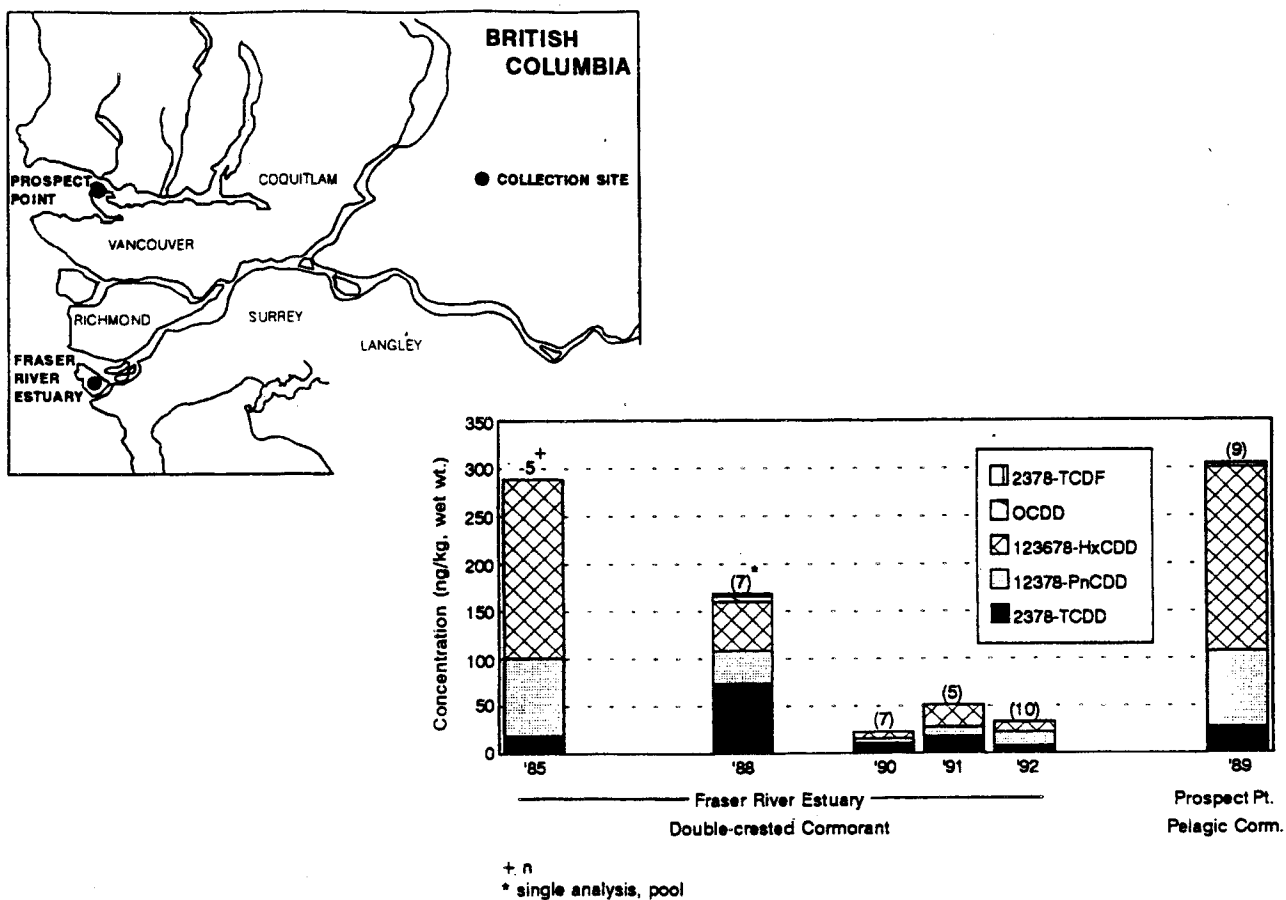 BRITISH
COLUMBIA
PROSPECT
POINT
COQUITLAM
COLLECTION SITE
VANCOUVER
RICHMOND
SURREY
LANGLEY
FRASER
RIVER
ESTUARY
Concentration (ng/kg, wet wt.)
350
300
250
200
150
100
50
0
-5+
(7)*
(7)
(5)
(10)
(9)
2378-TCDF
OCDD
123678-HxCDD
12378-PnCDD
2378-TCDD
'85 '88 '90 '91 '92 '89
Fraser River Estuary
Double-crested Cormorant
Prospect Pt.
Pelagic Corm.
+ n
* single analysis, pool